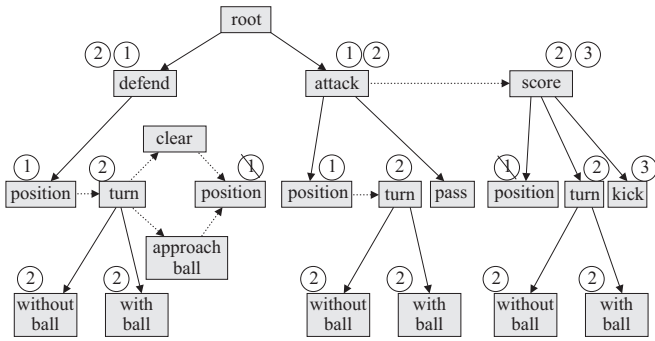 root
2 1
1 2
2 3
defend
attack
score
clear
1 2 1
1 2
1 2 3
position turn position
position turn pass
position turn kick
approach
ball
2 2
2 2
2 2
without
ball
with
ball
without
ball
with
ball
without
ball
with
ball